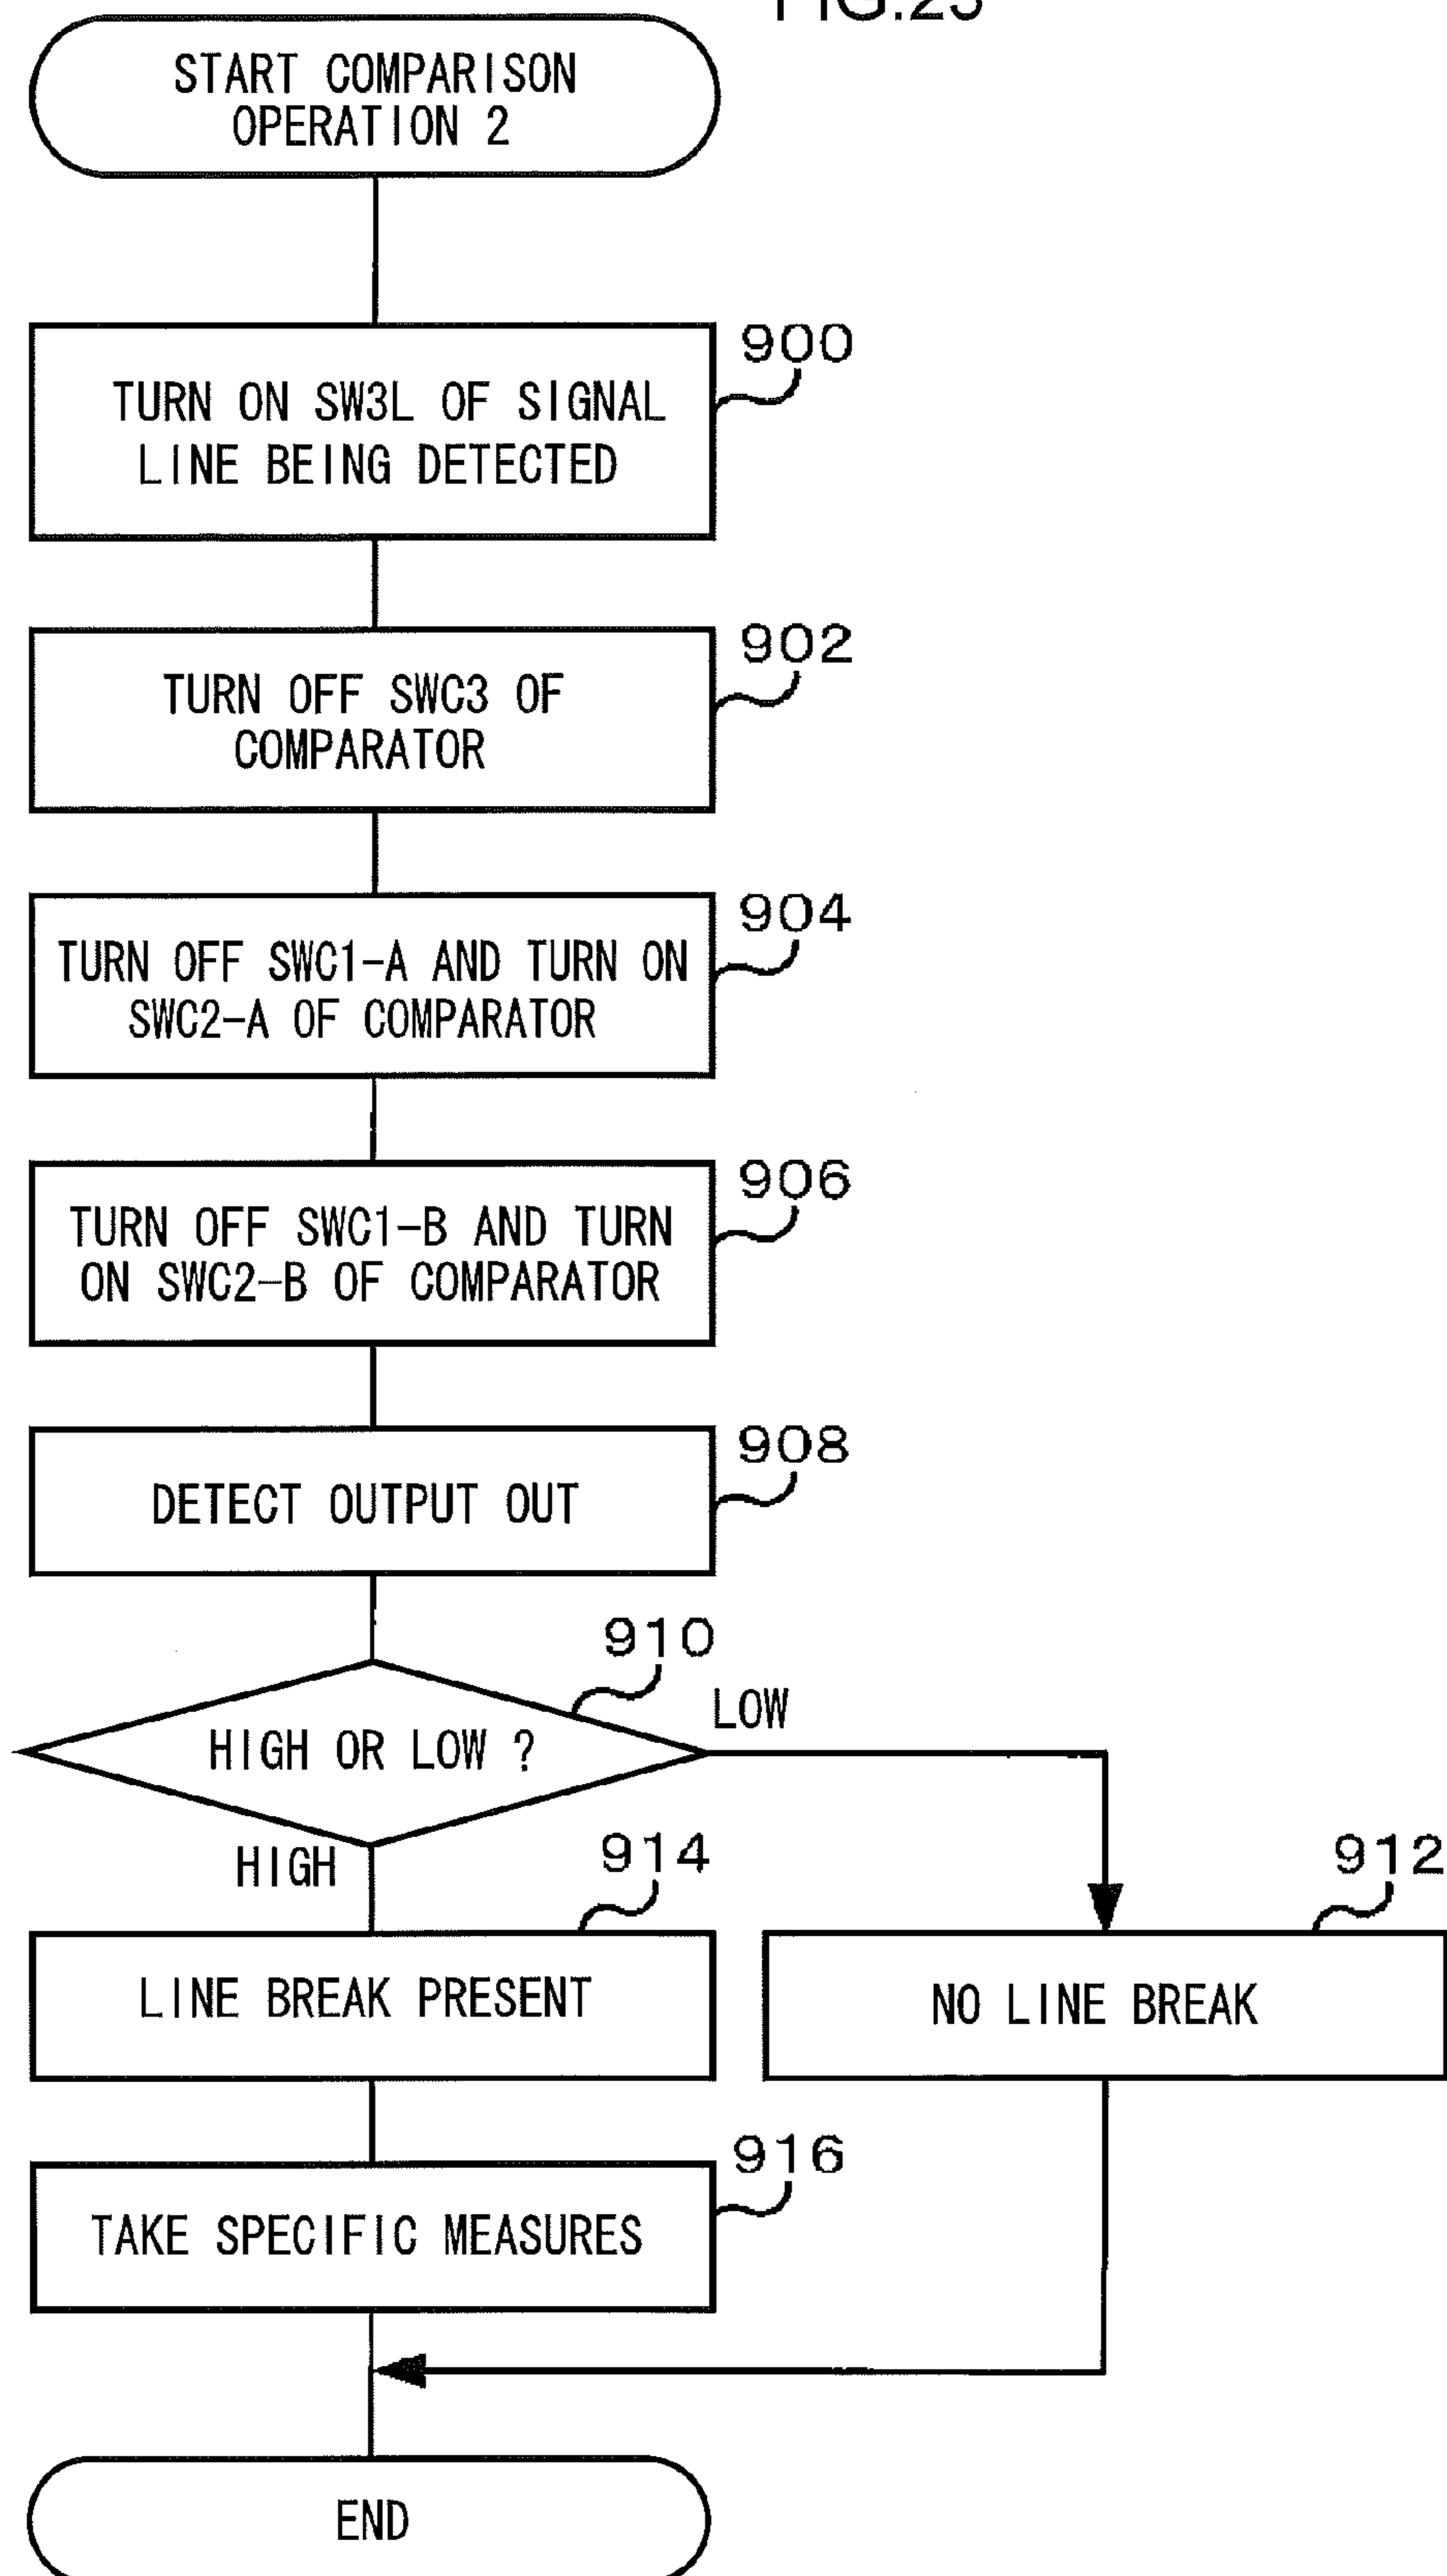 FIG.23
START COMPARISON
OPERATION 2
900
TURN ON SW3L OF SIGNAL
LINE BEING DETECTED
902
TURN OFF SWC3 OF
COMPARATOR
904
TURN OFF SWC1-A AND TURN ON
SWC2-A OF COMPARATOR
906
TURN OFF SWC1-B AND TURN
ON SWC2-B OF COMPARATOR
908
DETECT OUTPUT OUT
910
HIGH OR LOW ?
LOW
HIGH
914
LINE BREAK PRESENT
912
NO LINE BREAK
916
TAKE SPECIFIC MEASURES
END